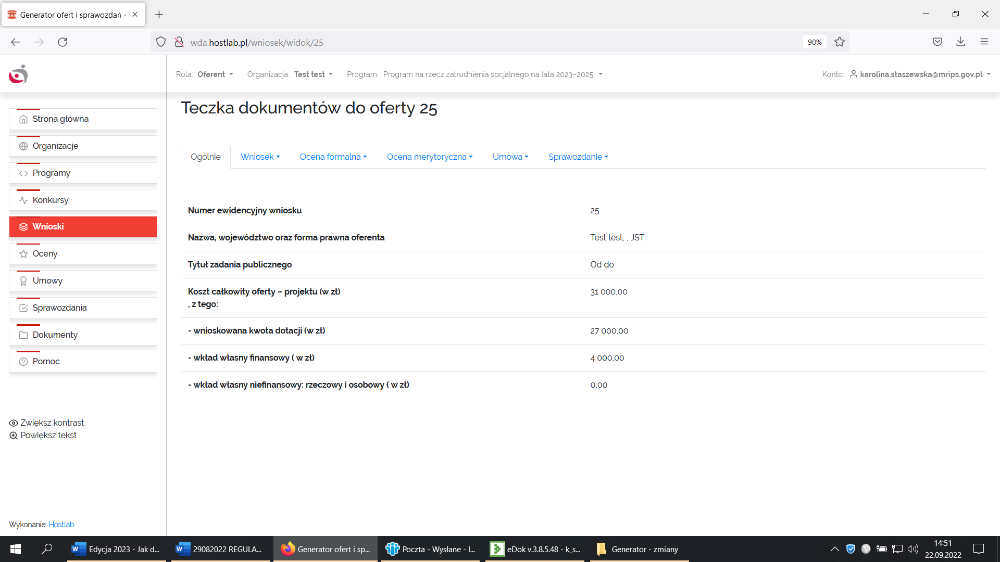 Generator ofert i sprawozdań -
wda.hostlab.pl/wniosek/widok/25
90%
Rola: Oferent
Organizacja: Test test
Program: Program na rzecz zatrudnienia socjalnego na lata 2023–2025.
Konto: karolina.staszewska@mrips.gov.pl
Strona główna
Organizacje
Programy
Konkursy
Wnioski
Oceny
Umowy
Sprawozdania
Dokumenty
Pomoc
Zwiększ kontrast
Powiększ tekst
Wykonanie: Hostlab
Teczka dokumentów do oferty 25
Ogólnie
Wniosek
Ocena formalna
Ocena merytoryczna
Umowa
Sprawozdanie
Numer ewidencyjny wniosku
25
Nazwa, województwo oraz forma prawna oferenta
Test test, , JST
Tytuł zadania publicznego
Od do
Koszt całkowity oferty – projektu (w zł)
, z tego:
31 000,00
- wnioskowana kwota dotacji (w zł)
27 000,00
- wkład własny finansowy ( w zł)
4 000,00
- wkład własny niefinansowy: rzeczowy i osobowy ( w zł)
0,00
Edycja 2023 - Jak d...
29082022 REGULA...
Generator ofert i sp...
Poczta - Wysłane - I...
eDok v.3.8.5.48 - k_s...
Generator - zmiany
14:51
22.09.2022